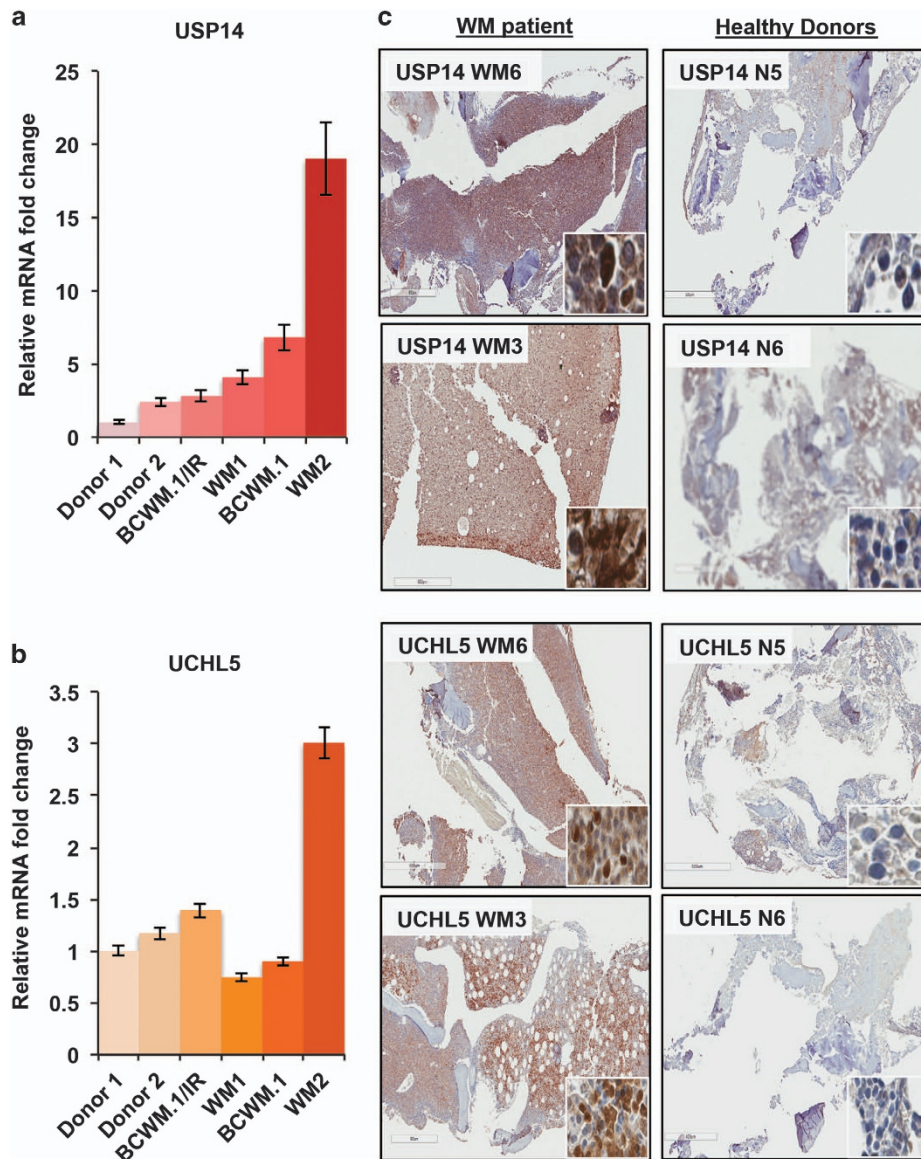 a
USP14
Relative mRNA fold change
25
20
15
10
5
0
Donor 1
Donor 2
BCWM.1/IR
WM1
BCWM.1
WM2
b
UCHL5
Relative mRNA fold change
3.5
3
2.5
2
1.5
1
0.5
0
Donor 1
Donor 2
BCWM.1/IR
WM1
BCWM.1
WM2
c
WM patient
Healthy Donors
USP14 WM6
USP14 N5
USP14 WM3
USP14 N6
UCHL5 WM6
UCHL5 N5
UCHL5 WM3
UCHL5 N6